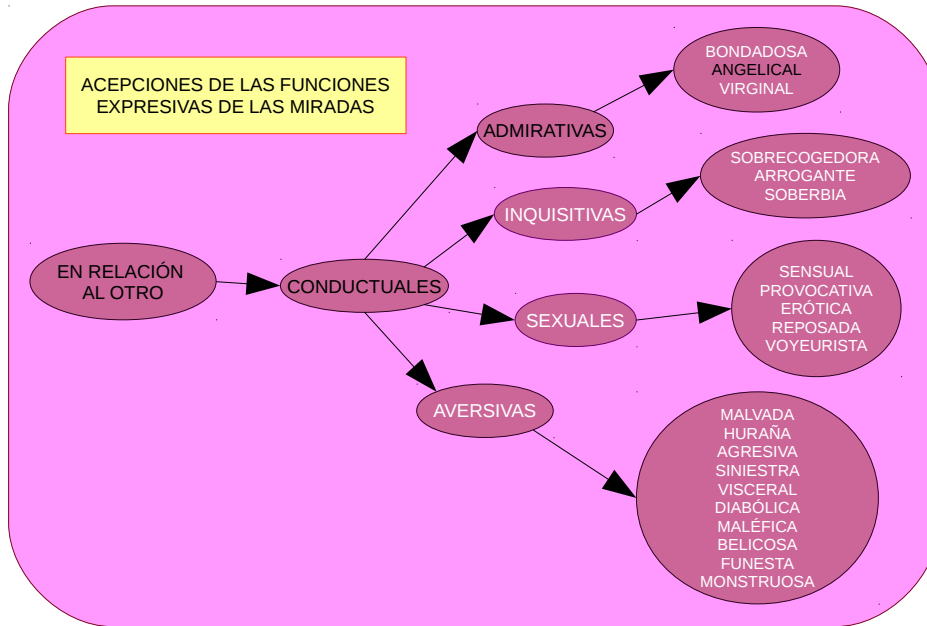 ACEPCIONES DE LAS FUNCIONES
EXPRESIVAS DE LAS MIRADAS
EN RELACIÓN
AL OTRO
CONDUCTUALES
ADMIRATIVAS
BONDADOSA
ANGELICAL
VIRGINAL
INQUISITIVAS
SOBRECOGEDORA
ARROGANTE
SOBERBIA
SEXUALES
SENSUAL
PROVOCATIVA
ERÓTICA
REPOSADA
VOYEURISTA
AVERSIVAS
MALVADA
HURAÑA
AGRESIVA
SINIESTRA
VISCERAL
DIABÓLICA
MALÉFICA
BELICOSA
FUNESTA
MONSTRUOSA